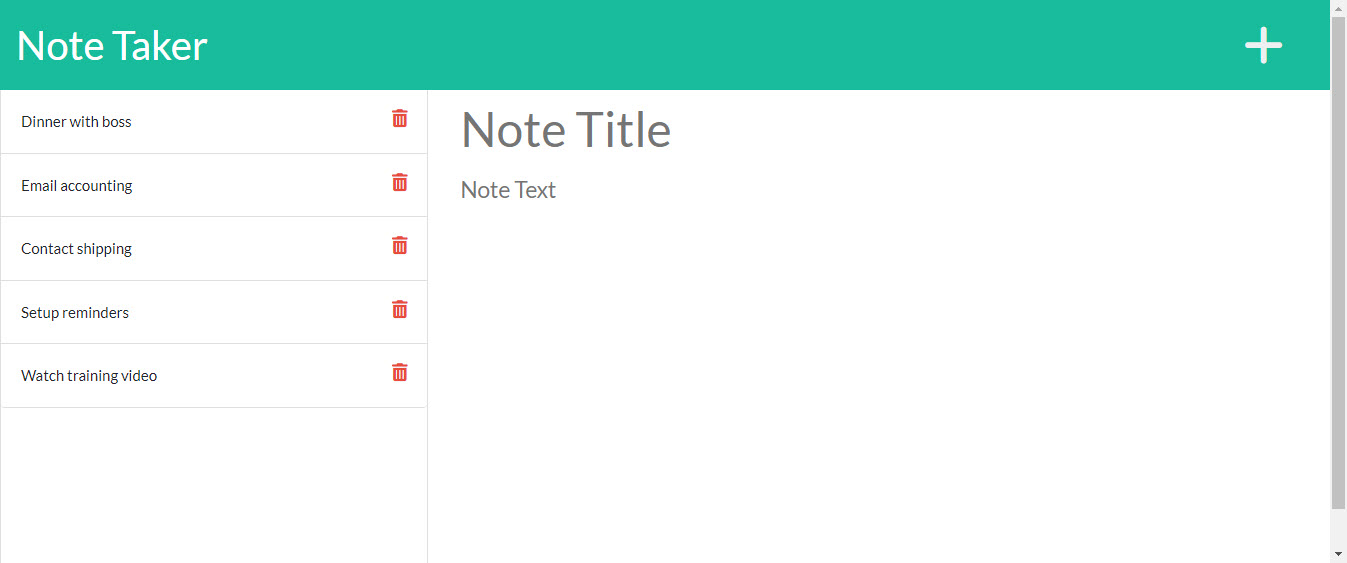 Note Taker
Dinner with boss
Email accounting
Contact shipping
Setup reminders
Watch training video
Note Title
Note Text